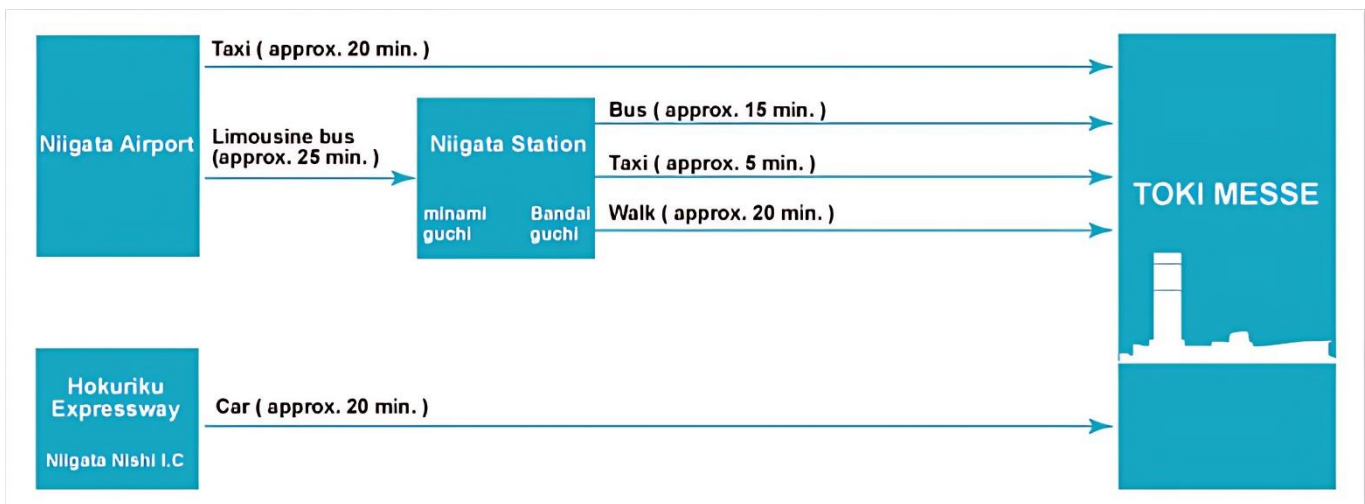 Taxi ( approx. 20 min. )
Niigata Airport
Limousine bus
(approx. 25 min. )
Niigata Station
minami
guchi
Bandai
guchi
Bus ( approx. 15 min. )
Taxi ( approx. 5 min. )
Walk ( approx. 20 min. )
TOKI MESSE
Hokuriku
Expressway
Niigata Nishi I.C
Car ( approx. 20 min. )